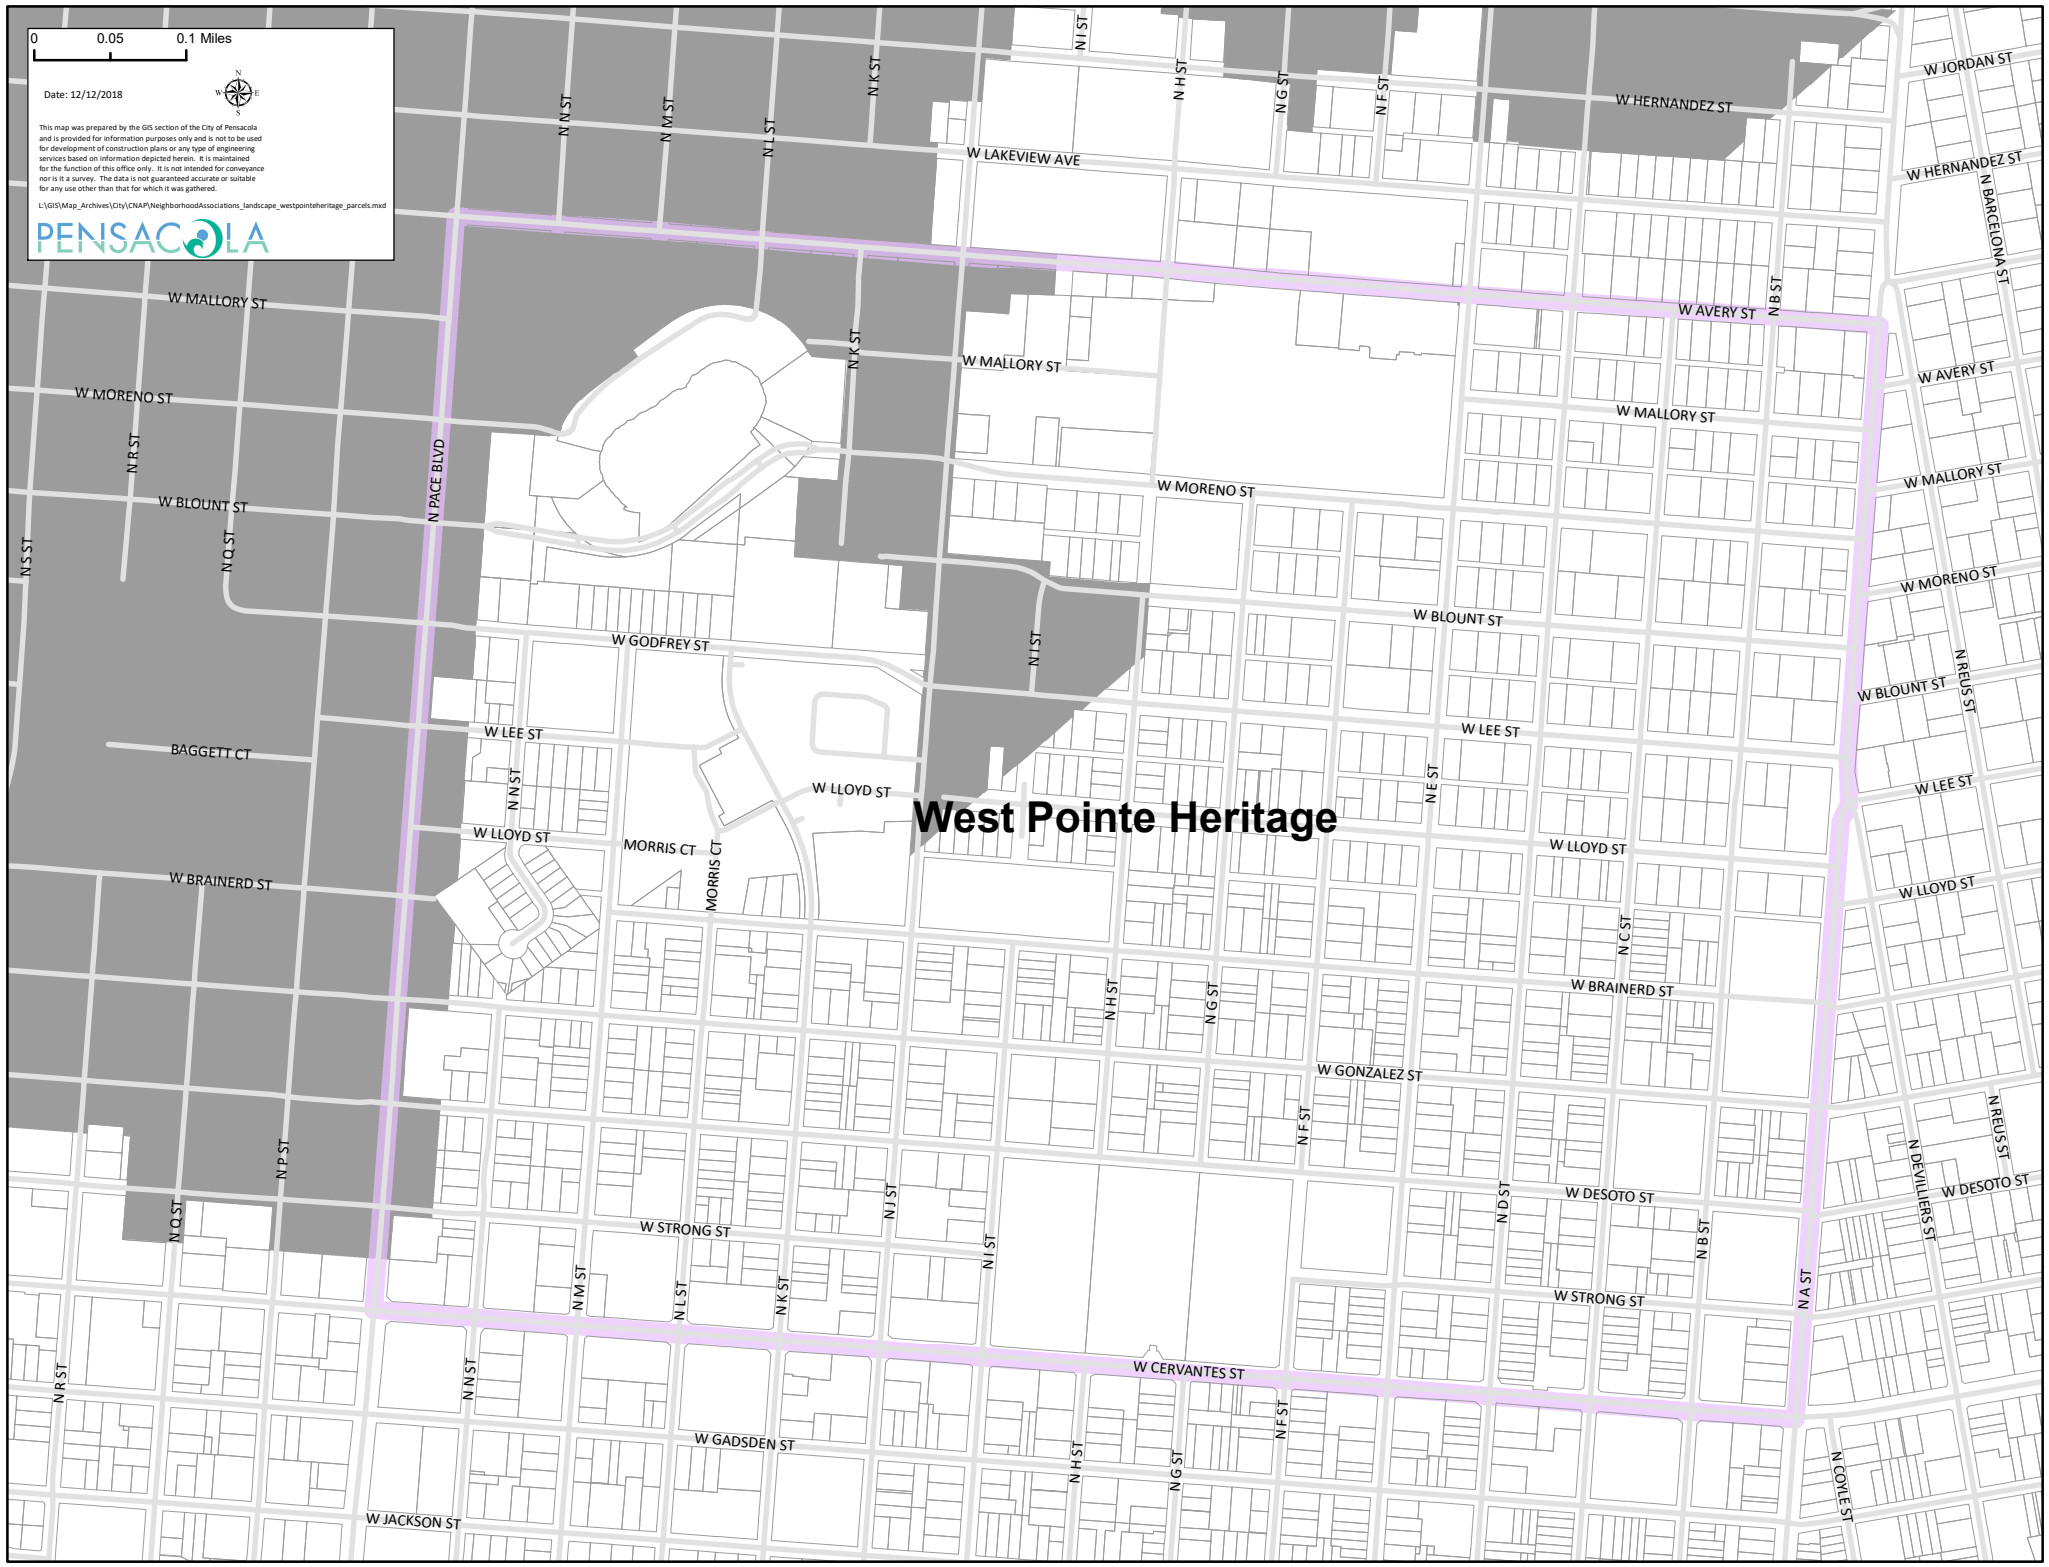 0 0.05 0.1 Miles
N
W E
S
Date: 12/12/2018
This map was prepared by the GIS section of the City of Pensacola
and is provided for information purposes only and is not to be used
for development of construction plans or any type of engineering
services based on information depicted herein. It is maintained
for the function of this office only. It is not intended for conveyance
nor is it a survey. The data is not guaranteed accurate or suitable
for any use other than that for which it was gathered.
L:\GIS\Map_Archives\City\CNAP\NeighborhoodAssociations_landscape_westpointeheritage_parcels.mxd
PENSACOLA
N I ST
N H ST
N G ST
N F ST
N K ST
N N ST
N M ST
N L ST
W JORDAN ST
W HERNANDEZ ST
W LAKEVIEW AVE
W HERNANDEZ ST
N BARCELONA ST
W MALLORY ST
N B ST
W AVERY ST
N K ST
W MALLORY ST
W AVERY ST
W MORENO ST
W MALLORY ST
N R ST
N PACE BLVD
W MORENO ST
W MALLORY ST
W BLOUNT ST
N S ST
N Q ST
W MORENO ST
W BLOUNT ST
W GODFREY ST
N I ST
N REUS ST
W BLOUNT ST
W LEE ST
W LEE ST
BAGGETT CT
N N ST
W LLOYD ST
N E ST
W LEE ST
West Pointe Heritage
W LLOYD ST
MORRIS CT
W LLOYD ST
MORRIS CT
W BRAINERD ST
W LLOYD ST
N C ST
W BRAINERD ST
N H ST
N G ST
W GONZALEZ ST
N F ST
N REUS ST
N P ST
N DEVILLIERS ST
W DESOTO ST
N Q ST
N J ST
N D ST
W DESOTO ST
W STRONG ST
N I ST
N B ST
N M ST
N L ST
N K ST
W STRONG ST
N A ST
N R ST
N N ST
W CERVANTES ST
N F ST
W GADSDEN ST
N H ST
N G ST
N COYLE ST
W JACKSON ST